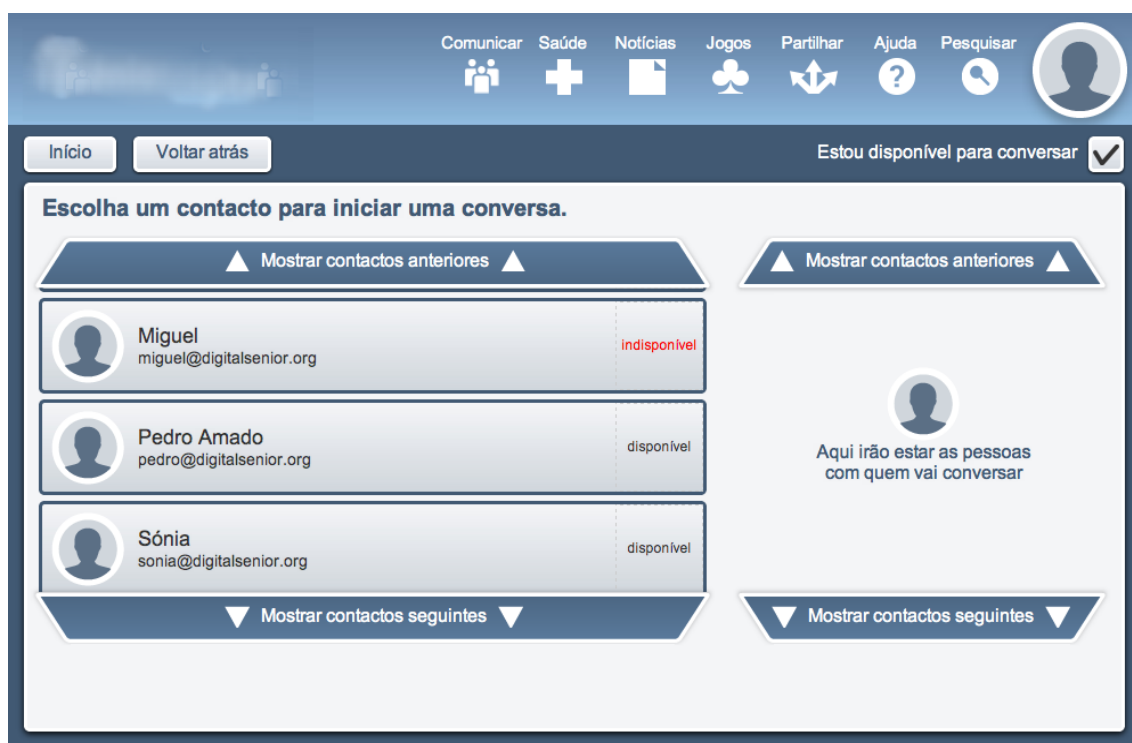 Comunicar Saúde Notícias Jogos Partilhar Ajuda Pesquisar
Início Voltar atrás Estou disponível para conversar
Escolha um contacto para iniciar uma conversa.
Mostrar contactos anteriores
Miguel
miguel@digitalsenior.org
indisponível
Pedro Amado
pedro@digitalsenior.org
disponível
Sónia
sonia@digitalsenior.org
disponível
Mostrar contactos seguintes
Mostrar contactos anteriores
Aqui irão estar as pessoas
com quem vai conversar
Mostrar contactos seguintes